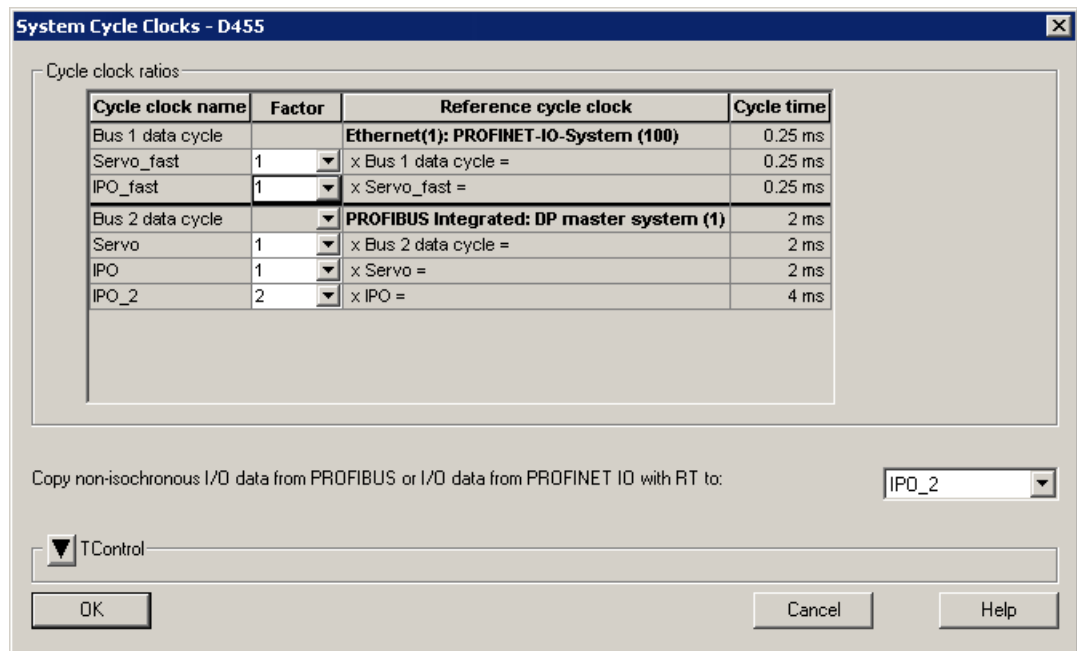 System Cycle Clocks - D455
Cycle clock ratios
Cycle clock name Factor Reference cycle clock Cycle time
Bus 1 data cycle Ethernet(1): PROFINET-IO-System (100) 0.25 ms
Servo_fast 1 x Bus 1 data cycle = 0.25 ms
IPO_fast 1 x Servo_fast = 0.25 ms
Bus 2 data cycle PROFIBUS Integrated: DP master system (1) 2 ms
Servo 1 x Bus 2 data cycle = 2 ms
IPO 1 x Servo = 2 ms
IPO_2 2 x IPO = 4 ms
Copy non-isochronous I/O data from PROFIBUS or I/O data from PROFINET IO with RT to: IPO_2
TControl
OK Cancel Help